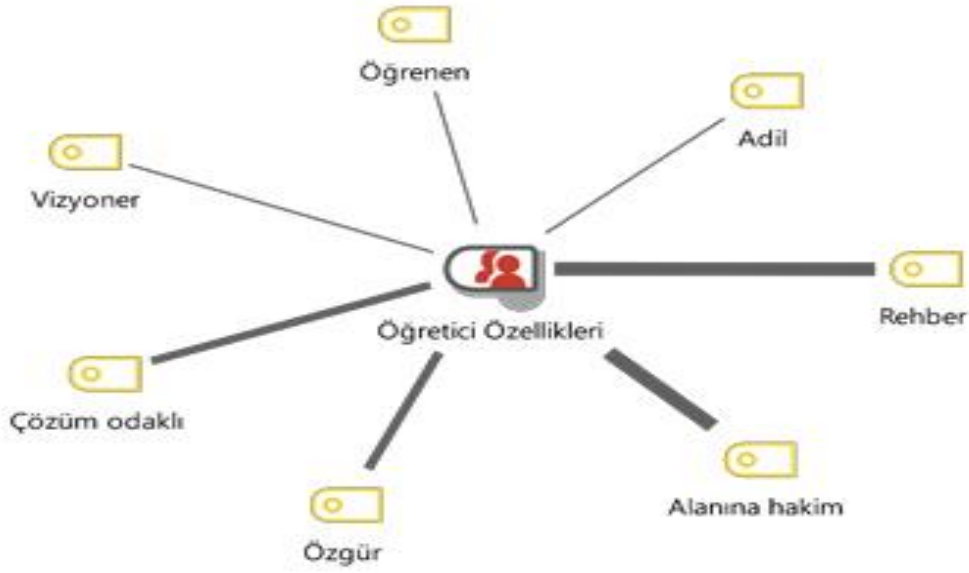 Öğrenen
Adil
Vizyoner
Rehber
Öğretici Özellikleri
Çözüm odaklı
Alanına hakim
Özgür